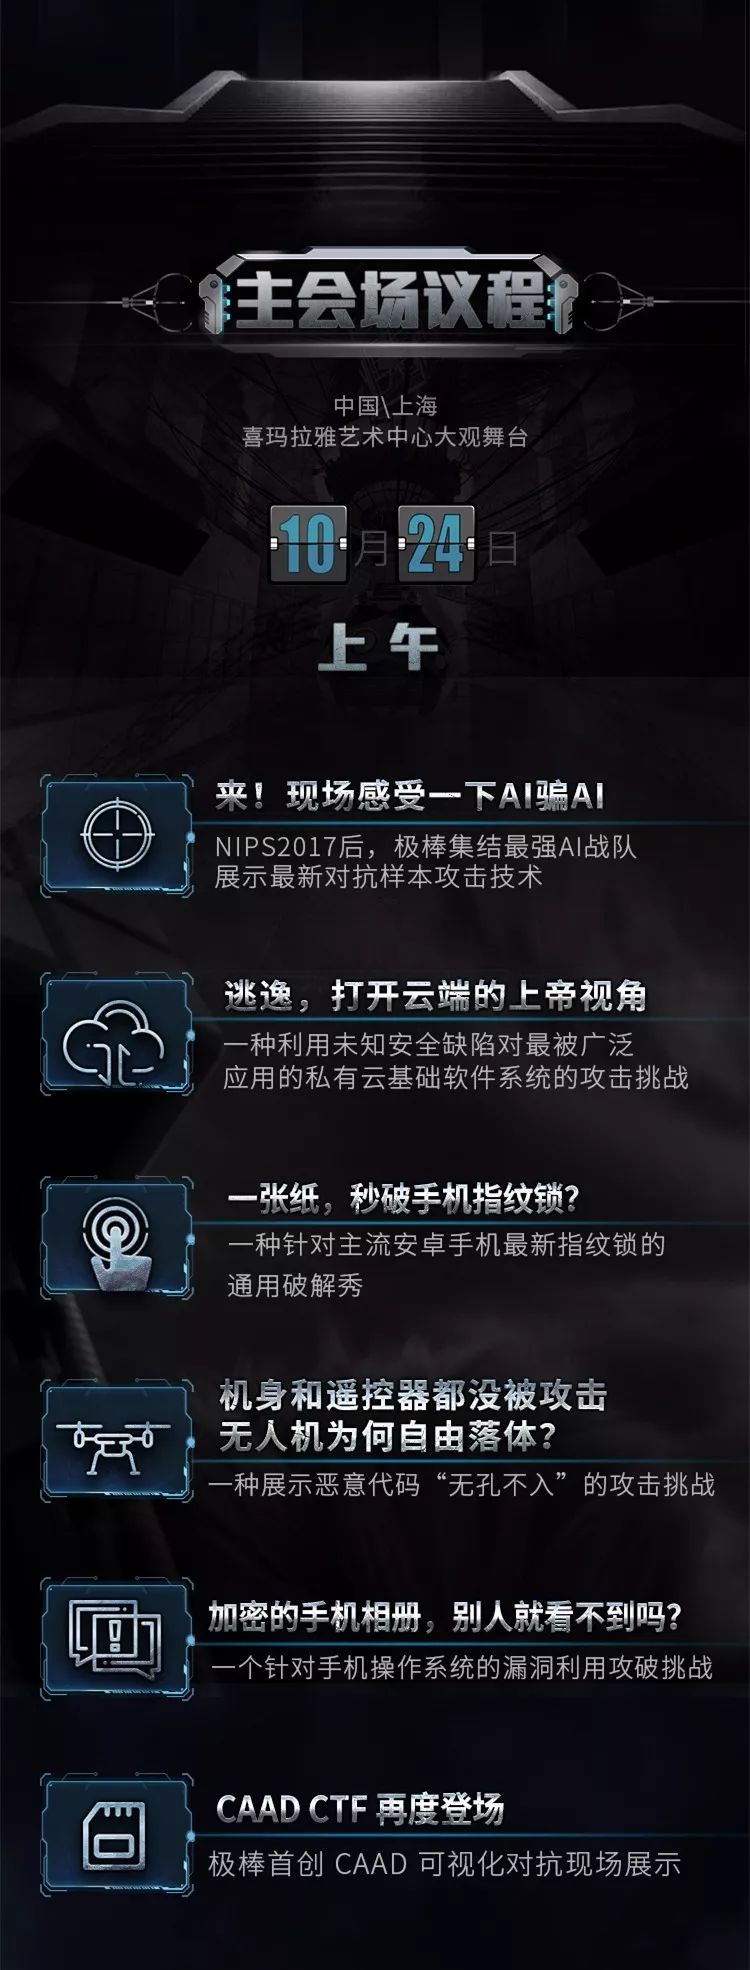 主会场议程
中国\上海
喜玛拉雅艺术中心大观舞台
10月24日
上午
来！现场感受一下AI骗AI
NIPS2017后，极棒集结最强AI战队
展示最新对抗样本攻击技术
逃逸，打开云端的上帝视角
一种利用未知安全缺陷对最被广泛
应用的私有云基础软件系统的攻击挑战
一张纸，秒破手机指纹锁？
一种针对主流安卓手机最新指纹锁的
通用破解秀
机身和遥控器都没被攻击
无人机为何自由落体？
一种展示恶意代码“无孔不入”的攻击挑战
加密的手机相册，别人就看不到吗？
一个针对手机操作系统的漏洞利用攻破挑战
CAAD CTF 再度登场
极棒首创 CAAD 可视化对抗现场展示